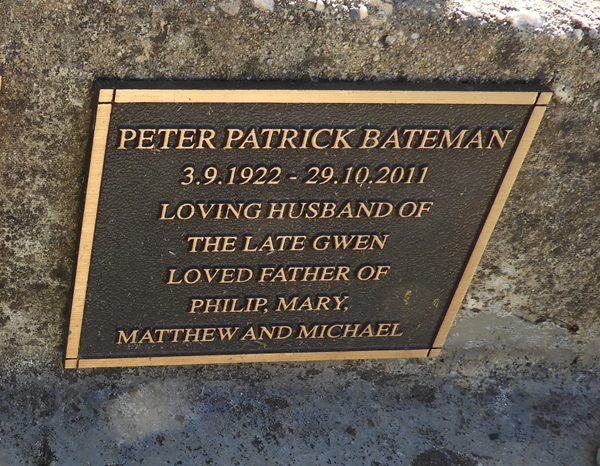 PETER PATRICK BATEMAN
3.9.1922 - 29.10.2011
LOVING HUSBAND OF
THE LATE GWEN
LOVED FATHER OF
PHILIP, MARY,
MATTHEW AND MICHAEL